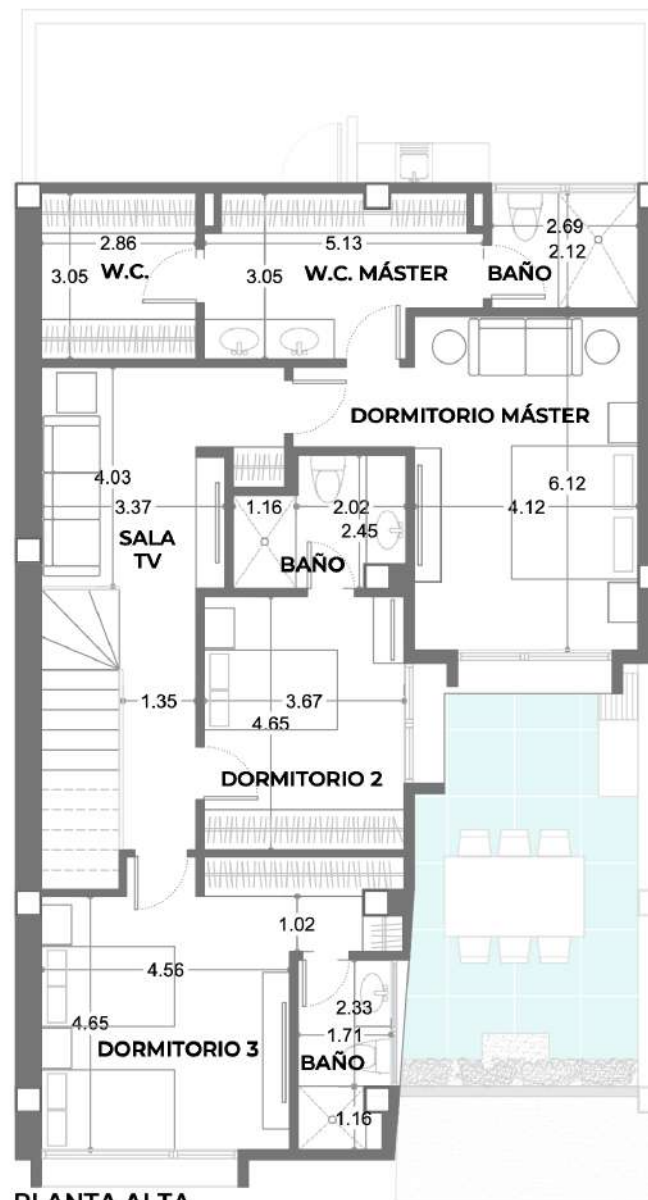 2.86
5.13
2.69
W.C.
W.C. MÁSTER
BAÑO
2.12
3.05
3.05
DORMITORIO MÁSTER
4.03
6.12
3.37
1.16
2.02
4.12
SALA
TV
2.45
BAÑO
1.35
3.67
4.65
DORMITORIO 2
1.02
4.56
2.33
4.65
1.71
DORMITORIO 3
BAÑO
1.16
PLANTA ALTA